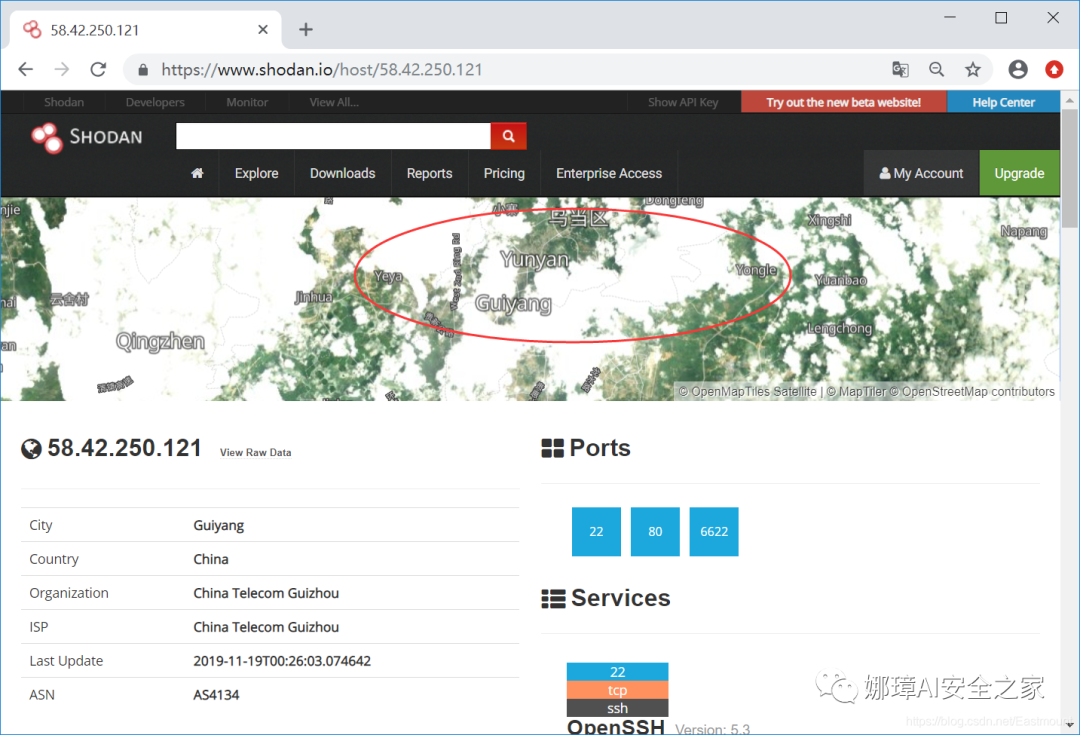 58.42.250.121
https://www.shodan.io/host/58.42.250.121
Shodan Developers Monitor View All... Show API Key Try out the new beta website! Help Center
SHODAN
Explore Downloads Reports Pricing Enterprise Access My Account Upgrade
njie
小寨
Dongfeng
乌当区
Xingshi
Napang
Yunyan
Yeya
Yongle
Yuanbao
云合村
Jinhua
Guiyang
Lengchong
Qingzhen
© OpenMapTiles Satellite | © MapTiler © OpenStreetMap contributors
58.42.250.121 View Raw Data
City Guiyang
Country China
Organization China Telecom Guizhou
ISP China Telecom Guizhou
Last Update 2019-11-19T00:26:03.074642
ASN AS4134
Ports
22 80 6622
Services
22
tcp
ssh
OpenSSH Version: 5.3
娜璋AI安全之家
https://blog.csdn.net/Eastmount